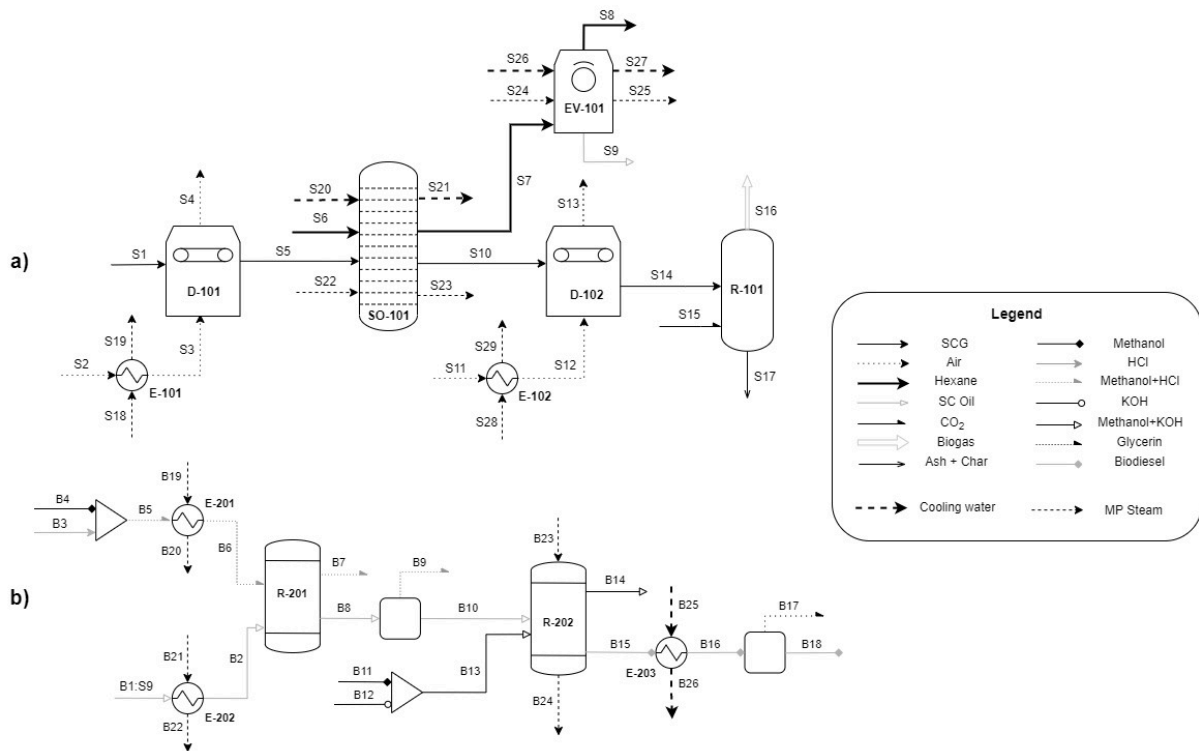 S8
S26
S27
S24
S25
EV-101
S9
S20
S21
S7
S4
S13
S6
S16
a)
S1
S5
S10
S14
D-101
S22
S23
D-102
R-101
SO-101
S15
S19
S29
S2
S3
S11
S12
S17
E-101
E-102
S18
S28
Legend
SCG
Methanol
Air
HCl
Hexane
Methanol+HCl
SC Oil
KOH
CO2
Methanol+KOH
Biogas
Glycerin
Ash + Char
Biodiesel
Cooling water
MP Steam
B19
B4
E-201
B5
B3
B6
B20
B23
B7
B9
B14
B25
B17
b)
R-201
B8
B10
R-202
B15
B16
B18
B21
B2
B11
B13
E-203
B12
B26
B1:S9
B22
E-202
B24